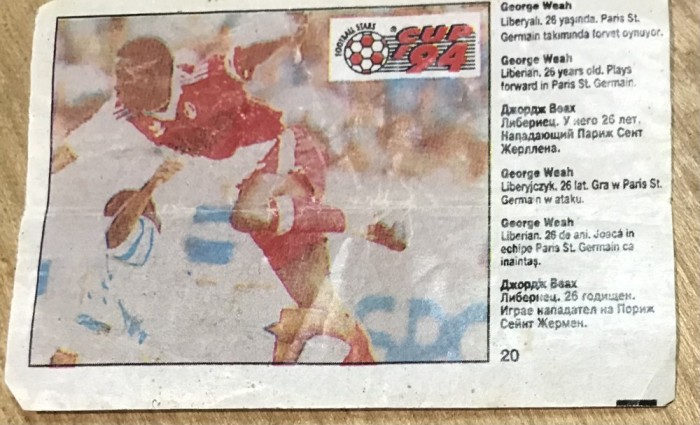 FOOTBALL STARS
CUP
'94
George Weah
Liberyalı. 26 yaşında. Paris St.
Germain takımında forvet oynuyor.
George Weah
Liberian. 26 years old. Plays
forward in Paris St. Germain.
Джордж Веах
Либериец. У него 26 лет.
Нападающий Париж Сент
Жерллена.
George Weah
Liberyjczyk. 26 lat. Gra w Paris St.
Germain w ataku.
George Weah
Liberian. 26 de ani. Joacă in
echipe Paris St. Germain ca
inaintaş.
Джордж Веах
Либернец. 26 годишен.
Играе нападател на Пориж
Сейнт Жермен.
20